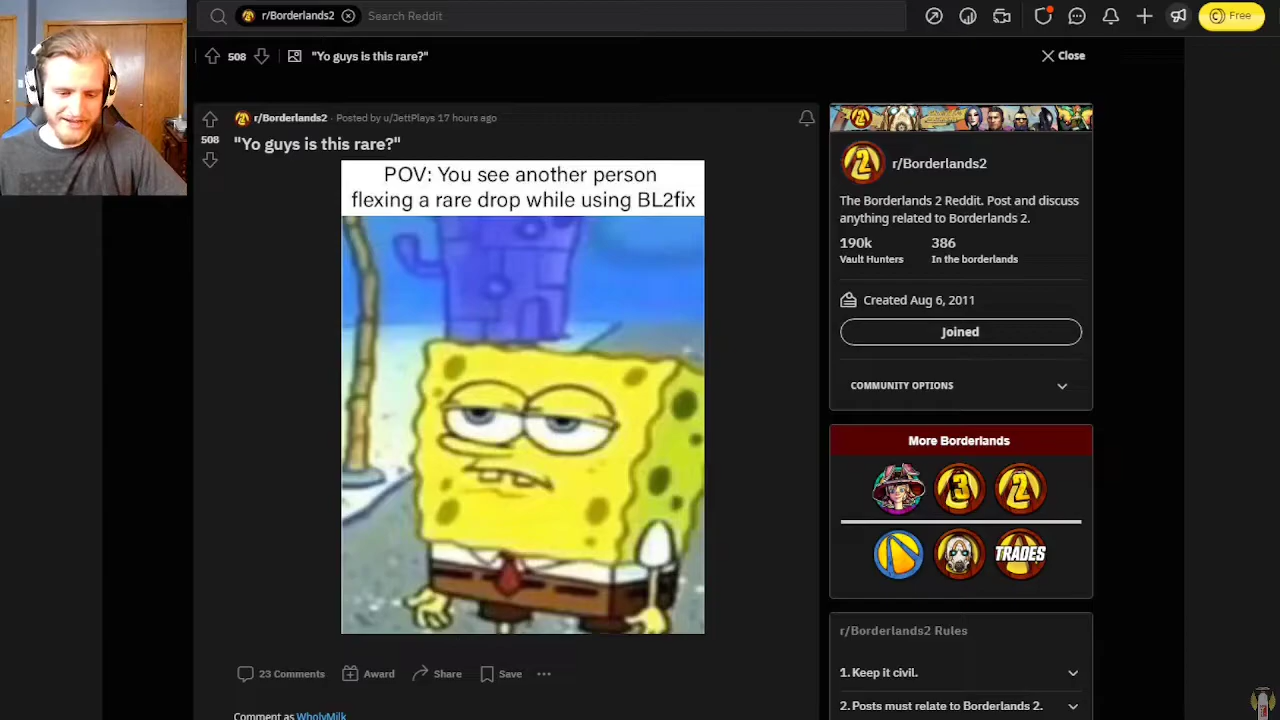 r/Borderlands2
Search Reddit
Free
508
"Yo guys is this rare?"
Close
r/Borderlands2 · Posted by u/JettPlays 17 hours ago
508
"Yo guys is this rare?"
POV: You see another person
flexing a rare drop while using BL2fix
23 Comments
Award
Share
Save
Comment as WholyMilk
r/Borderlands2
The Borderlands 2 Reddit. Post and discuss
anything related to Borderlands 2.
190k
386
Vault Hunters
In the borderlands
Created Aug 6, 2011
Joined
COMMUNITY OPTIONS
More Borderlands
3
2
TRADES
r/Borderlands2 Rules
1. Keep it civil.
2. Posts must relate to Borderlands 2.